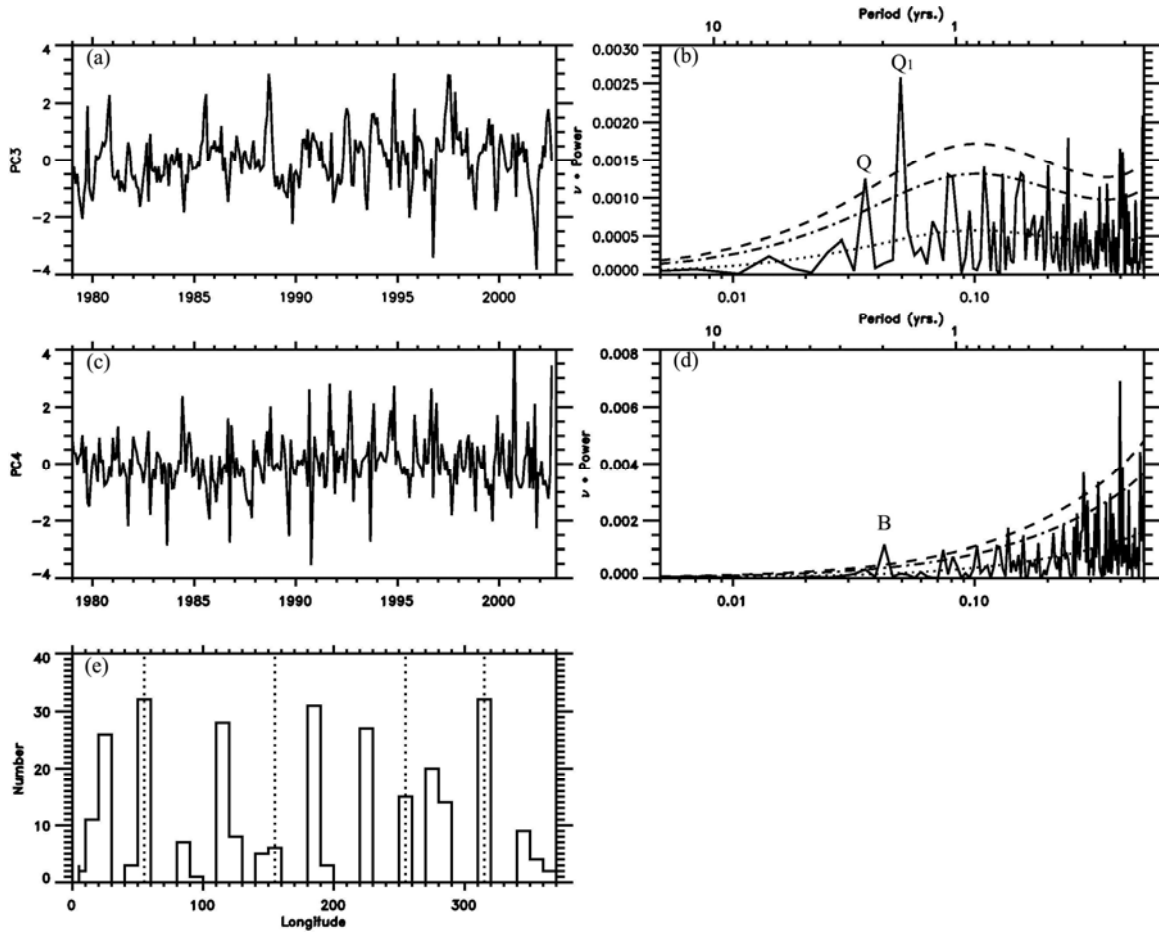 Period (yrs.)
10 1
(a)
4
2
0
-2
-4
PC3
1980 1985 1990 1995 2000
(b)
Q1
Q
0.0030
0.0025
0.0020
0.0015
0.0010
0.0005
0.0000
ν • Power
0.01 0.10
Period (yrs.)
10 1
(c)
4
2
0
-2
-4
PC4
1980 1985 1990 1995 2000
(d)
B
0.008
0.006
0.004
0.002
0.000
ν • Power
0.01 0.10
(e)
40
30
20
10
0
Number
0 100 200 300
Longitude